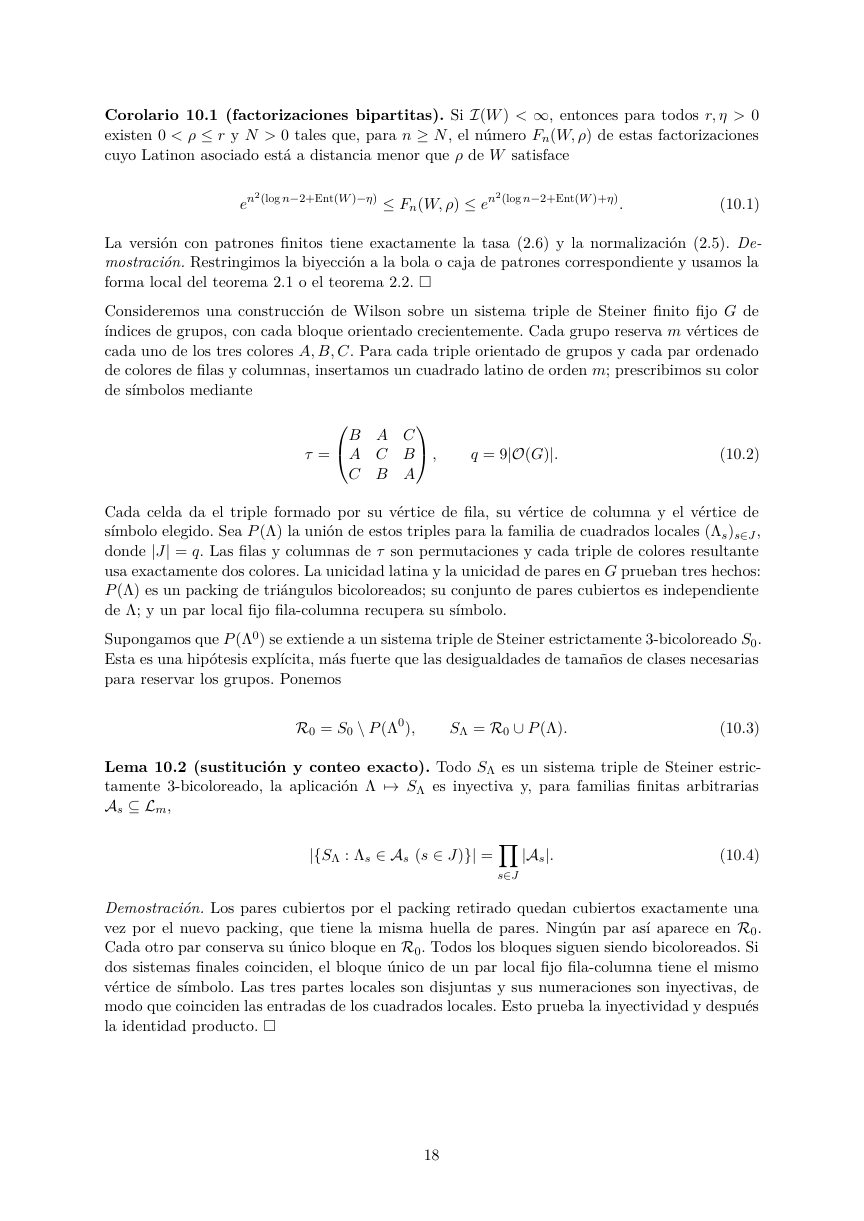 Corolario 10.1 (factorizaciones bipartitas). Si ℐ(W) < ∞, entonces para todos r, η > 0
existen 0 < ρ ≤ r y N > 0 tales que, para n ≥ N, el número Fₙ(W, ρ) de estas factorizaciones
cuyo Latinon asociado está a distancia menor que ρ de W satisface
e^{n²(log n−2+Ent(W)−η)} ≤ Fₙ(W, ρ) ≤ e^{n²(log n−2+Ent(W)+η)}. (10.1)
La versión con patrones finitos tiene exactamente la tasa (2.6) y la normalización (2.5). De-
mostración. Restringimos la biyección a la bola o caja de patrones correspondiente y usamos la
forma local del teorema 2.1 o el teorema 2.2. □
Consideremos una construcción de Wilson sobre un sistema triple de Steiner finito fijo G de
índices de grupos, con cada bloque orientado crecientemente. Cada grupo reserva m vértices de
cada uno de los tres colores A, B, C. Para cada triple orientado de grupos y cada par ordenado
de colores de filas y columnas, insertamos un cuadrado latino de orden m; prescribimos su color
de símbolos mediante
B A C
τ = ( A C B ), q = 9|𝒪(G)|. (10.2)
C B A
Cada celda da el triple formado por su vértice de fila, su vértice de columna y el vértice de
símbolo elegido. Sea P(Λ) la unión de estos triples para la familia de cuadrados locales (Λₛ)ₛ∈J,
donde |J| = q. Las filas y columnas de τ son permutaciones y cada triple de colores resultante
usa exactamente dos colores. La unicidad latina y la unicidad de pares en G prueban tres hechos:
P(Λ) es un packing de triángulos bicoloreados; su conjunto de pares cubiertos es independiente
de Λ; y un par local fijo fila-columna recupera su símbolo.
Supongamos que P(Λ⁰) se extiende a un sistema triple de Steiner estrictamente 3-bicoloreado S₀.
Esta es una hipótesis explícita, más fuerte que las desigualdades de tamaños de clases necesarias
para reservar los grupos. Ponemos
ℛ₀ = S₀ \ P(Λ⁰), S_Λ = ℛ₀ ∪ P(Λ). (10.3)
Lema 10.2 (sustitución y conteo exacto). Todo S_Λ es un sistema triple de Steiner estric-
tamente 3-bicoloreado, la aplicación Λ ↦ S_Λ es inyectiva y, para familias finitas arbitrarias
𝒜ₛ ⊆ ℒₘ,
|{S_Λ : Λₛ ∈ 𝒜ₛ (s ∈ J)}| = ∏_{s∈J} |𝒜ₛ|. (10.4)
Demostración. Los pares cubiertos por el packing retirado quedan cubiertos exactamente una
vez por el nuevo packing, que tiene la misma huella de pares. Ningún par así aparece en ℛ₀.
Cada otro par conserva su único bloque en ℛ₀. Todos los bloques siguen siendo bicoloreados. Si
dos sistemas finales coinciden, el bloque único de un par local fijo fila-columna tiene el mismo
vértice de símbolo. Las tres partes locales son disjuntas y sus numeraciones son inyectivas, de
modo que coinciden las entradas de los cuadrados locales. Esto prueba la inyectividad y después
la identidad producto. □
18